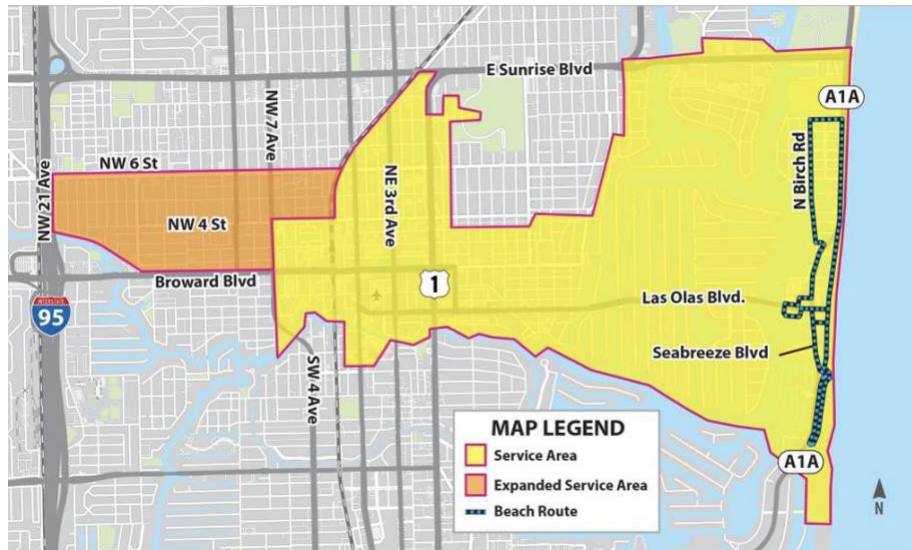 E Sunrise Blvd
A1A
NW 7 Ave
N Birch Rd
NW 6 St
NE 3rd Ave
NW 21 Ave
NW 4 St
Broward Blvd
1
Las Olas Blvd.
INTERSTATE
95
Seabreeze Blvd
SW 4 Ave
MAP LEGEND
Service Area
Expanded Service Area
Beach Route
A1A
N